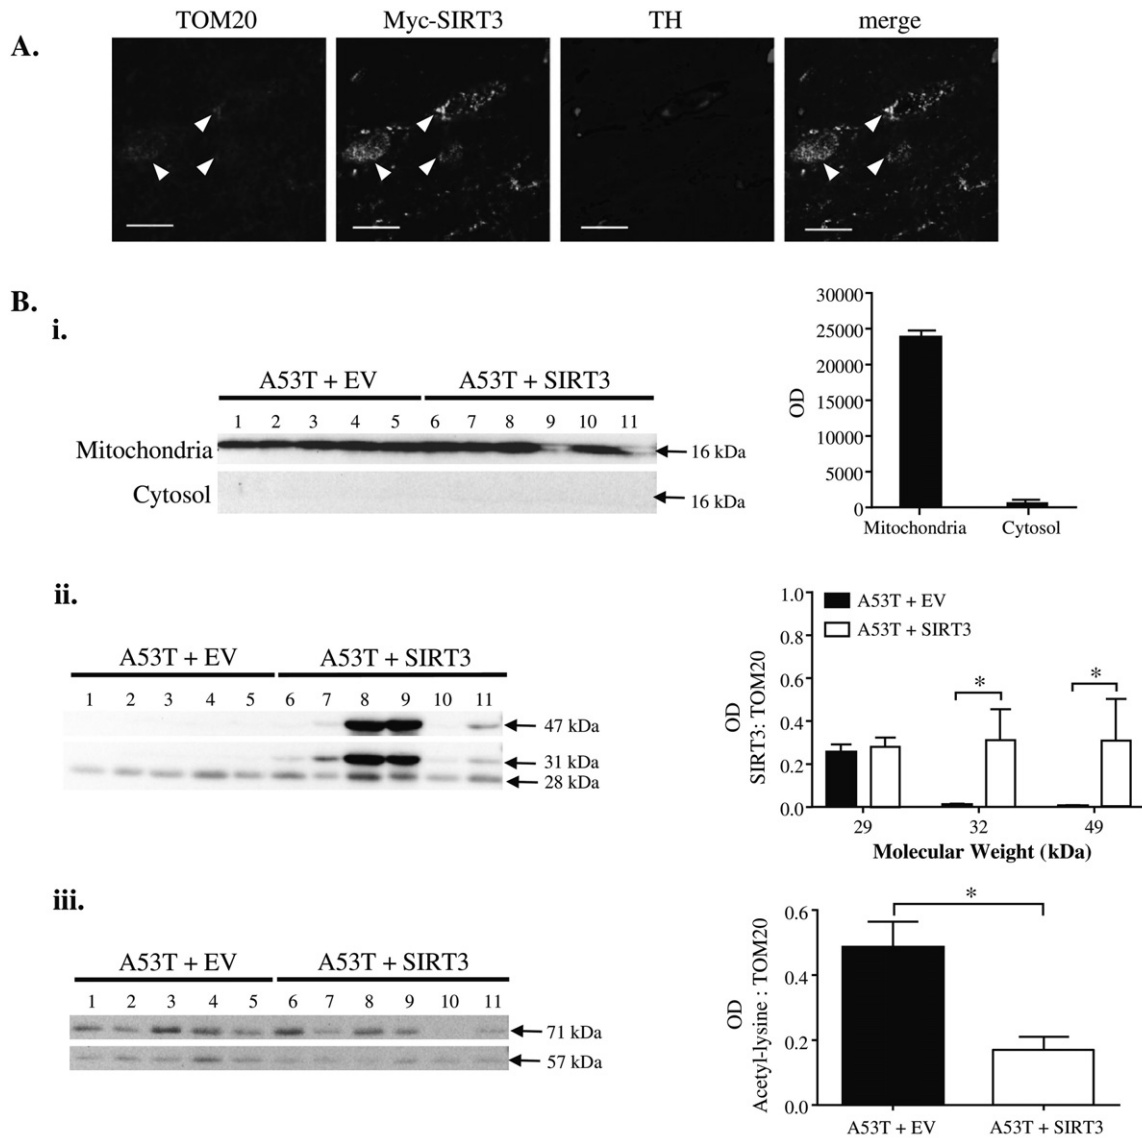 TOM20 Myc-SIRT3 TH merge
A.
B.
i.
A53T + EV A53T + SIRT3
1 2 3 4 5 6 7 8 9 10 11
Mitochondria 16 kDa
Cytosol 16 kDa
30000
25000
20000
15000
10000
5000
0
OD
Mitochondria Cytosol
ii.
A53T + EV A53T + SIRT3
1 2 3 4 5 6 7 8 9 10 11
47 kDa
31 kDa
28 kDa
1.0
0.8
0.6
0.4
0.2
0.0
OD
SIRT3: TOM20
A53T + EV
A53T + SIRT3
* *
29 32 49
Molecular Weight (kDa)
iii.
A53T + EV A53T + SIRT3
1 2 3 4 5 6 7 8 9 10 11
71 kDa
57 kDa
0.6
0.4
0.2
0.0
OD
Acetyl-lysine : TOM20
*
A53T + EV A53T + SIRT3